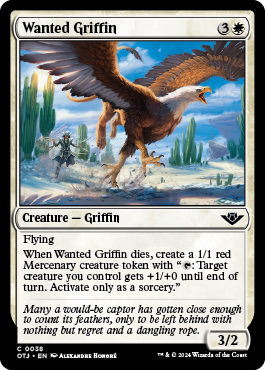 Wanted Griffin 3
Creature — Griffin
Flying
When Wanted Griffin dies, create a 1/1 red
Mercenary creature token with “: Target
creature you control gets +1/+0 until end of
turn. Activate only as a sorcery.”
Many a would-be captor has gotten close enough
to count its feathers, only to be left behind with
nothing but regret and a dangling rope.
3/2
C 0038
OTJ • EN ALEXANDRE HONORÉ
™ & © 2024 Wizards of the Coast